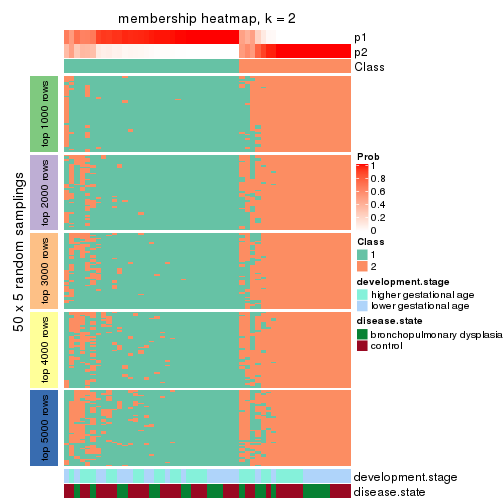 membership heatmap, k = 2
p1
p2
Class
50 x 5 random samplings
top 1000 rows
top 2000 rows
top 3000 rows
top 4000 rows
top 5000 rows
Prob
1
0.8
0.6
0.4
0.2
0
Class
1
2
development.stage
higher gestational age
lower gestational age
disease.state
bronchopulmonary dysplasia
control
development.stage
disease.state